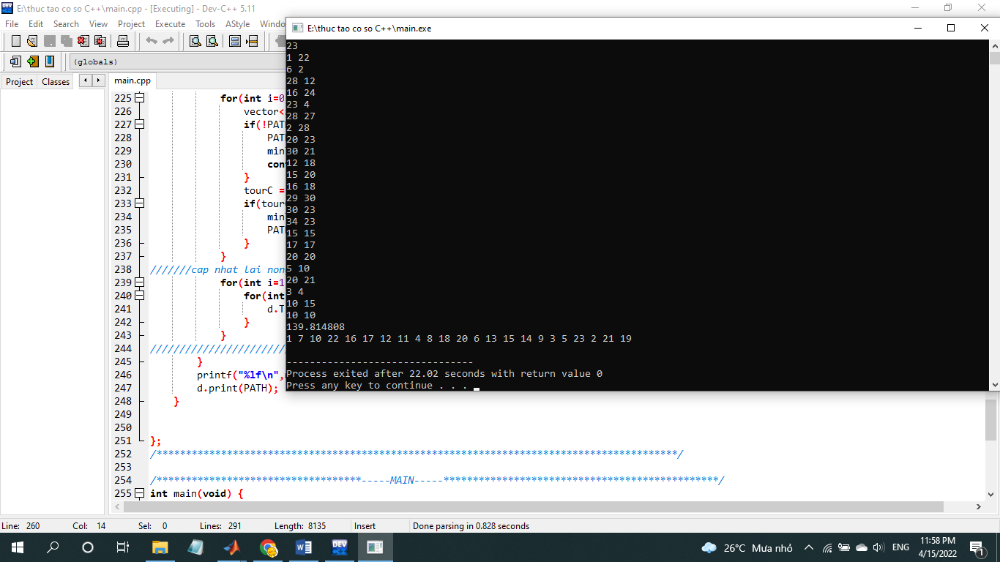 E:\thuc tao co so C++\main.cpp - [Executing] - Dev-C++ 5.11
File Edit Search View Project Execute Tools AStyle Windo
(globals)
Project Classes
main.cpp
225 for(int i=0
226 vector<
227 if(!PAT
228 PAT
229 min
230 con
231 }
232 tourC =
233 if(tour
234 min
235 PAT
236 }
237 }
238 ///////cap nhat lai non
239 for(int i=1
240 for(int
241 d.T
242 }
243 }
244 ///////////////////////
245 }
246 printf("%lf\n",
247 d.print(PATH);
248 }
249
250
251 };
252 /*****************************************************************************************/
253
254 /***********************************-----MAIN-----***********************************************/
255 int main(void) {
E:\thuc tao co so C++\main.exe
23
1 22
6 2
28 12
16 24
23 4
28 27
2 28
20 23
30 21
12 18
15 20
16 18
29 30
30 23
34 23
15 15
17 17
20 20
5 10
20 21
3 4
10 15
10 10
139.814808
1 7 10 22 16 17 12 11 4 8 18 20 6 13 15 14 9 3 5 23 2 21 19
--------------------------------
Process exited after 22.02 seconds with return value 0
Press any key to continue . . .
Line: 260 Col: 14 Sel: 0 Lines: 291 Length: 8135 Insert Done parsing in 0.828 seconds
DEV
26°C Mưa nhỏ ENG
11:58 PM
4/15/2022
1